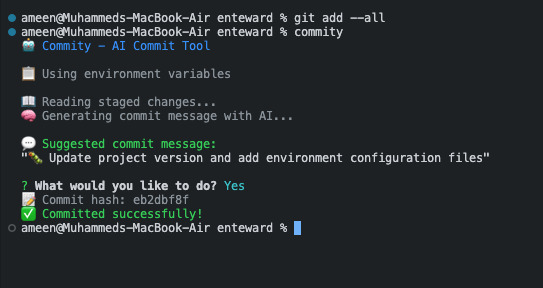 ameen@Muhammeds-MacBook-Air enteward % git add --all
ameen@Muhammeds-MacBook-Air enteward % commity
🤖 Commity – AI Commit Tool
📋 Using environment variables
📖 Reading staged changes...
🧠 Generating commit message with AI...
💬 Suggested commit message:
"🐛 Update project version and add environment configuration files"
? What would you like to do? Yes
📝 Commit hash: eb2dbf8f
✅ Committed successfully!
ameen@Muhammeds-MacBook-Air enteward %